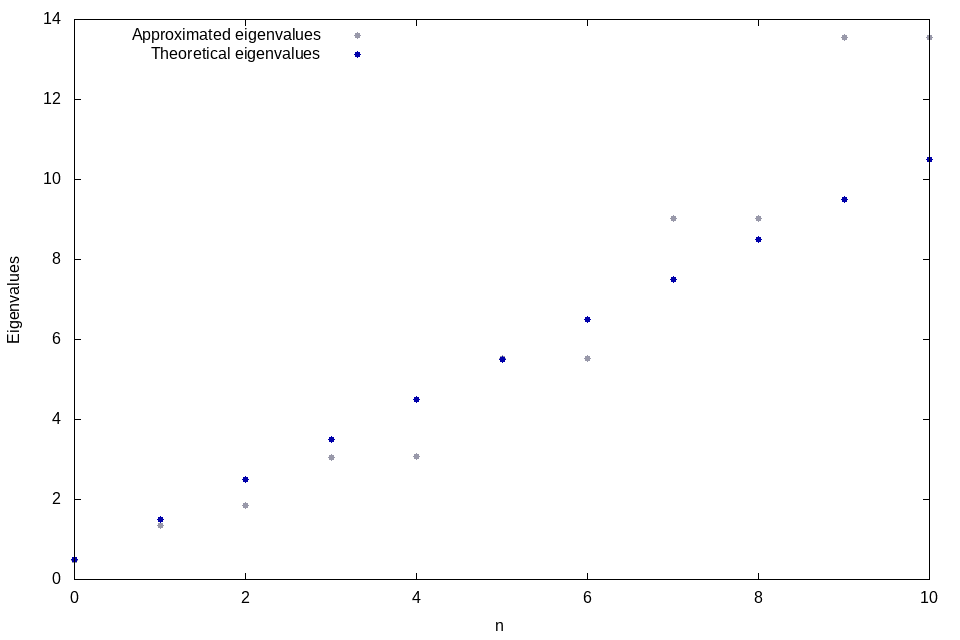 14
12
10
8
6
4
2
0
0 2 4 6 8 10
Approximated eigenvalues
Theoretical eigenvalues
Eigenvalues
n